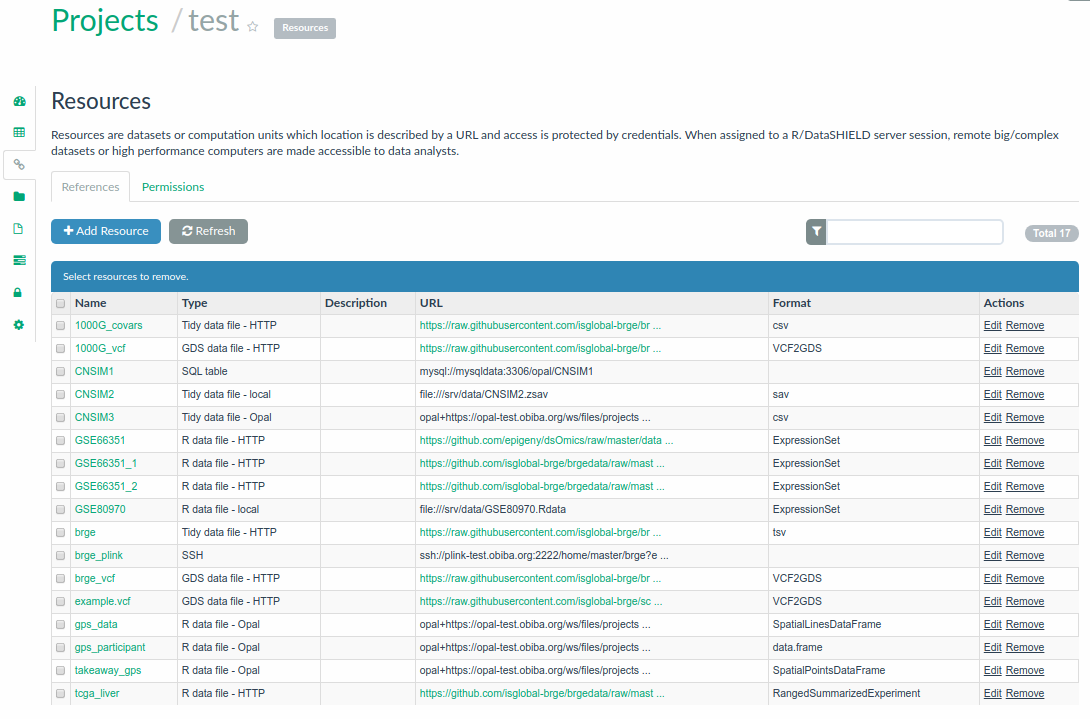 Projects / test Resources
Resources
Resources are datasets or computation units which location is described by a URL and access is protected by credentials. When assigned to a R/DataSHIELD server session, remote big/complex
datasets or high performance computers are made accessible to data analysts.
References Permissions
Add Resource Refresh Total 17
Select resources to remove.
Name Type Description URL Format Actions
1000G_covars Tidy data file - HTTP https://raw.githubusercontent.com/isglobal-brge/br ... csv Edit Remove
1000G_vcf GDS data file - HTTP https://raw.githubusercontent.com/isglobal-brge/br ... VCF2GDS Edit Remove
CNSIM1 SQL table mysql://mysqldata:3306/opal/CNSIM1 Edit Remove
CNSIM2 Tidy data file - local file:///srv/data/CNSIM2.zsav sav Edit Remove
CNSIM3 Tidy data file - Opal opal+https://opal-test.obiba.org/ws/files/projects ... csv Edit Remove
GSE66351 R data file - HTTP https://github.com/epigeny/dsOmics/raw/master/data ... ExpressionSet Edit Remove
GSE66351_1 R data file - HTTP https://github.com/isglobal-brge/brgedata/raw/mast ... ExpressionSet Edit Remove
GSE66351_2 R data file - HTTP https://github.com/isglobal-brge/brgedata/raw/mast ... ExpressionSet Edit Remove
GSE80970 R data file - local file:///srv/data/GSE80970.Rdata ExpressionSet Edit Remove
brge Tidy data file - HTTP https://raw.githubusercontent.com/isglobal-brge/br ... tsv Edit Remove
brge_plink SSH ssh://plink-test.obiba.org:2222/home/master/brge?e ... Edit Remove
brge_vcf GDS data file - HTTP https://raw.githubusercontent.com/isglobal-brge/br ... VCF2GDS Edit Remove
example.vcf GDS data file - HTTP https://raw.githubusercontent.com/isglobal-brge/sc ... VCF2GDS Edit Remove
gps_data R data file - Opal opal+https://opal-test.obiba.org/ws/files/projects ... SpatialLinesDataFrame Edit Remove
gps_participant R data file - Opal opal+https://opal-test.obiba.org/ws/files/projects ... data.frame Edit Remove
takeaway_gps R data file - Opal opal+https://opal-test.obiba.org/ws/files/projects ... SpatialPointsDataFrame Edit Remove
tcga_liver R data file - HTTP https://github.com/isglobal-brge/brgedata/raw/mast ... RangedSummarizedExperiment Edit Remove